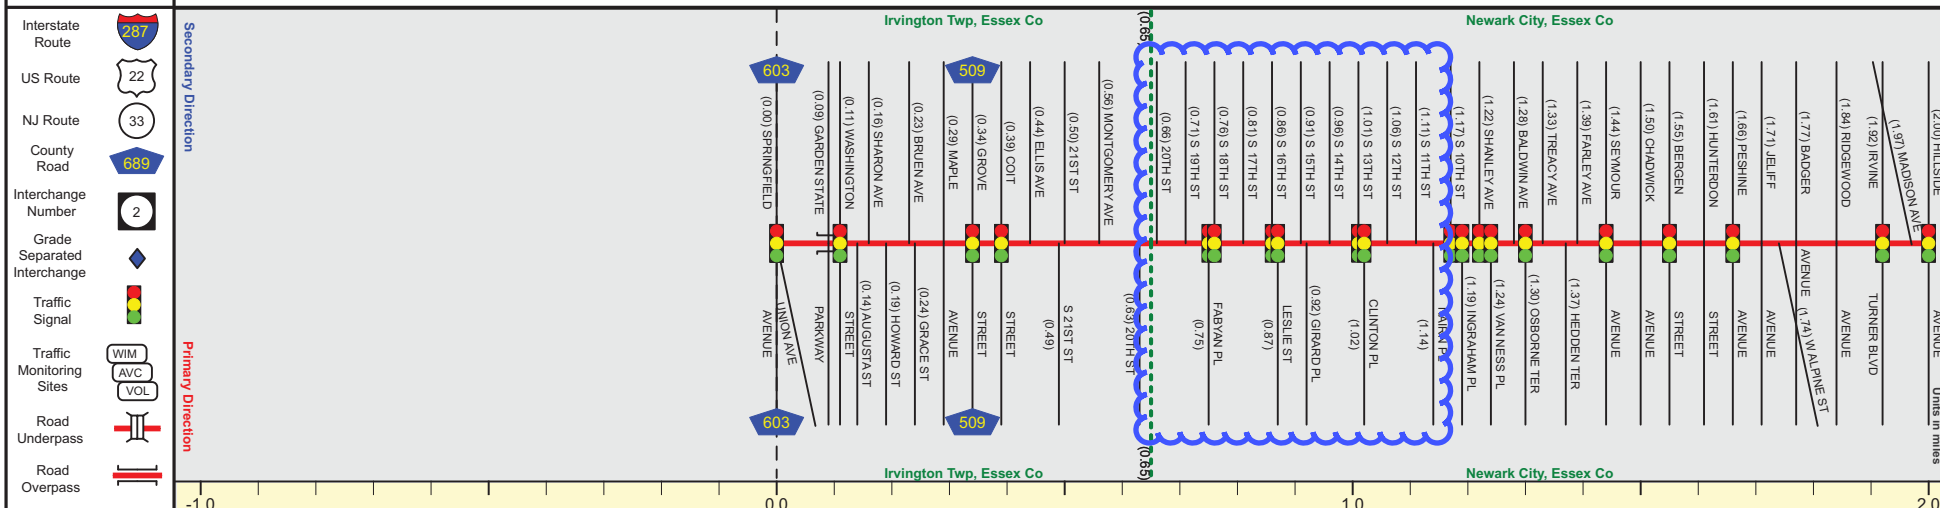 Interstate
Route
287
US Route
22
NJ Route
33
County
Road
689
Interchange
Number
2
Grade
Separated
Interchange
Traffic
Signal
Traffic
Monitoring
Sites
WIM
AVC
VOL
Road
Underpass
Road
Overpass
Secondary Direction
Primary Direction
Irvington Twp, Essex Co
(0.65)
Newark City, Essex Co
603
509
(0.00) SPRINGFIELD
(0.09) GARDEN STATE
(0.11) WASHINGTON
(0.16) SHARON AVE
(0.23) BRUEN AVE
(0.29) MAPLE
(0.34) GROVE
(0.39) COIT
(0.44) ELLIS AVE
(0.50) 21ST ST
(0.56) MONTGOMERY AVE
(0.66) 20TH ST
(0.71) S 19TH ST
(0.76) S 18TH ST
(0.81) S 17TH ST
(0.86) S 16TH ST
(0.91) S 15TH ST
(0.96) S 14TH ST
(1.01) S 13TH ST
(1.06) S 12TH ST
(1.11) S 11TH ST
(1.17) S 10TH ST
(1.22) SHANLEY AVE
(1.28) BALDWIN AVE
(1.33) TREACY AVE
(1.39) FARLEY AVE
(1.44) SEYMOUR
(1.50) CHADWICK
(1.55) BERGEN
(1.61) HUNTERDON
(1.66) PESHINE
(1.71) JELIFF
(1.77) BADGER
(1.84) RIDGEWOOD
(1.92) IRVINE
(1.97) MADISON AVE
(2.00) HILLSIDE
AVENUE
UNION AVE
PARKWAY
STREET
(0.14) AUGUSTA ST
(0.19) HOWARD ST
(0.24) GRACE ST
AVENUE
STREET
STREET
S 21ST ST
(0.49)
(0.63) 20TH ST
FABYAN PL
(0.75)
LESLIE ST
(0.87)
(0.92) GIRARD PL
CLINTON PL
(1.02)
(1.14)
(1.19) INGRAHAM PL
(1.24) VAN NESS PL
(1.30) OSBORNE TER
(1.37) HEDDEN TER
AVENUE
AVENUE
STREET
STREET
AVENUE
AVENUE
AVENUE
(1.74) W ALPINE ST
AVENUE
TURNER BLVD
AVENUE
Units in miles
603
509
Irvington Twp, Essex Co
(0.65)
Newark City, Essex Co
-1.0
0.0
1.0
2.0